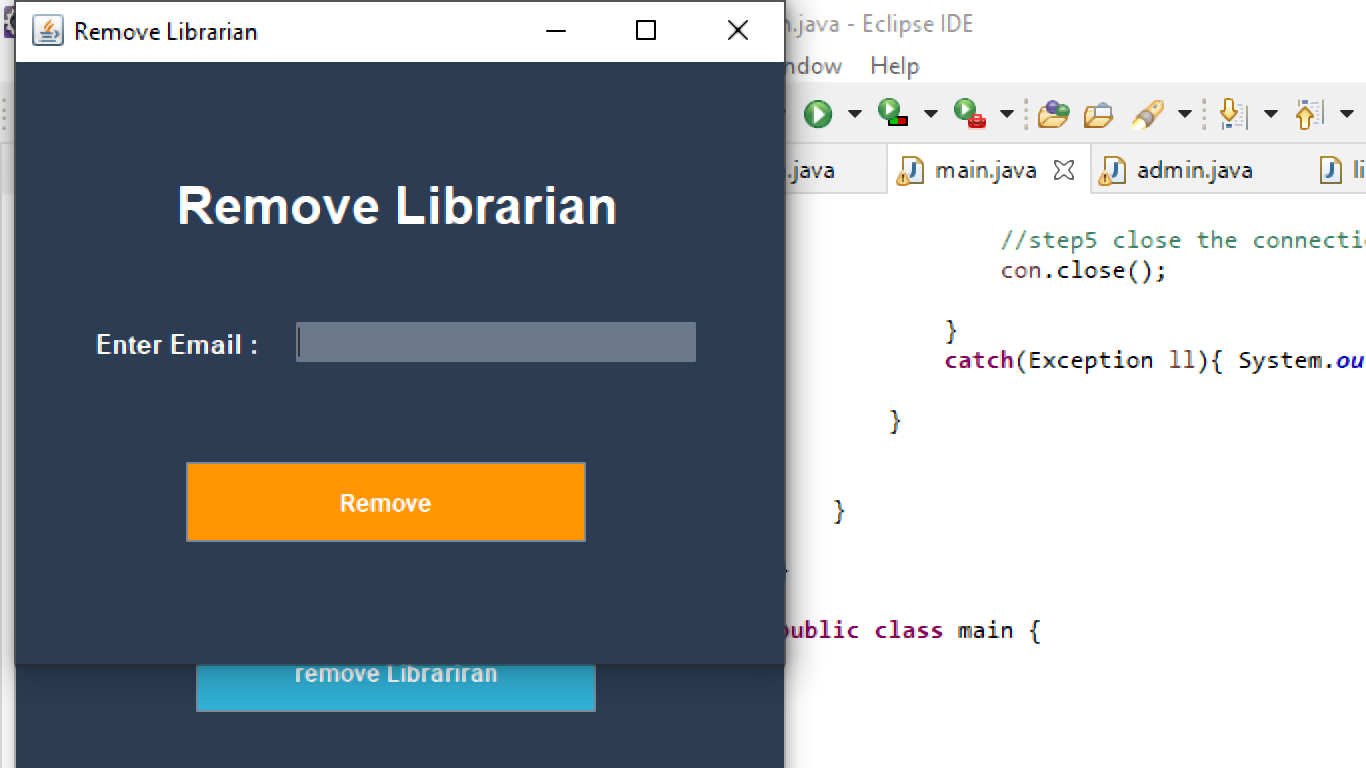 Remove Librarian
Remove Librarian
Enter Email :
Remove
remove Librariran
.java - Eclipse IDE
ndow Help
.java main.java admin.java li
//step5 close the connecti
con.close();
}
catch(Exception ll){ System.ou
}
}
public class main {